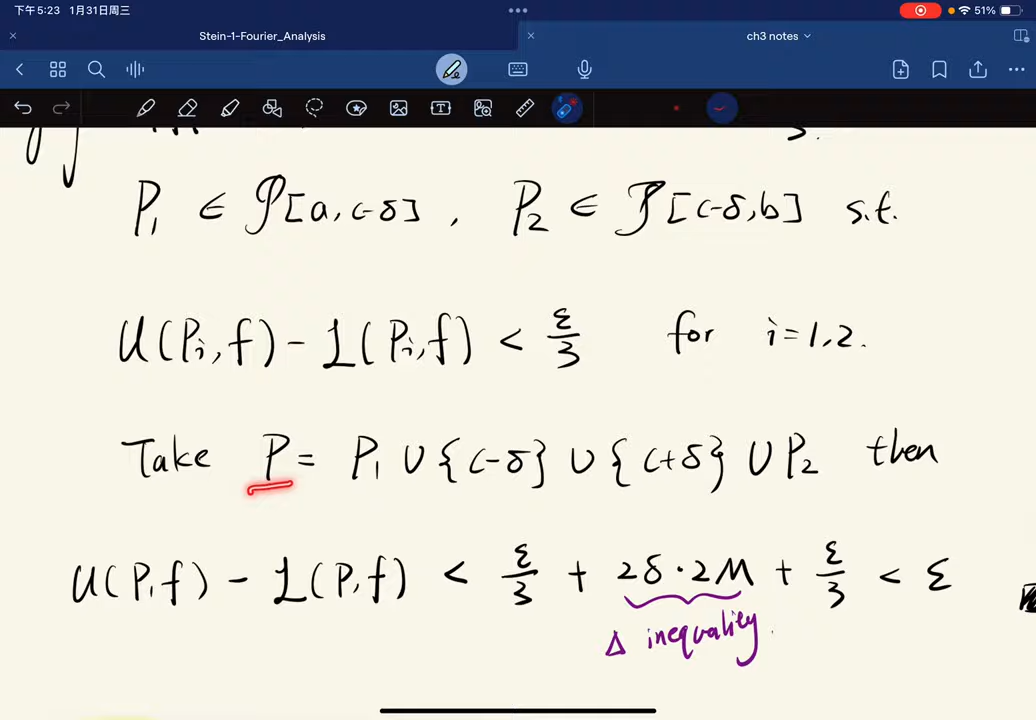 下午5:23 1月31日周三
51%
Stein-1-Fourier_Analysis
ch3 notes
P₁ ∈ 𝒫[a, c-δ] , P₂ ∈ 𝒫[c-δ, b] s.t.
U(Pᵢ, f) - L(Pᵢ, f) < ε/3 for i=1,2.
Take P = P₁ ∪ {c-δ} ∪ {c+δ} ∪ P₂ then
U(P, f) - L(P, f) < ε/3 + 2δ · 2M + ε/3 < ε
Δ inequality.